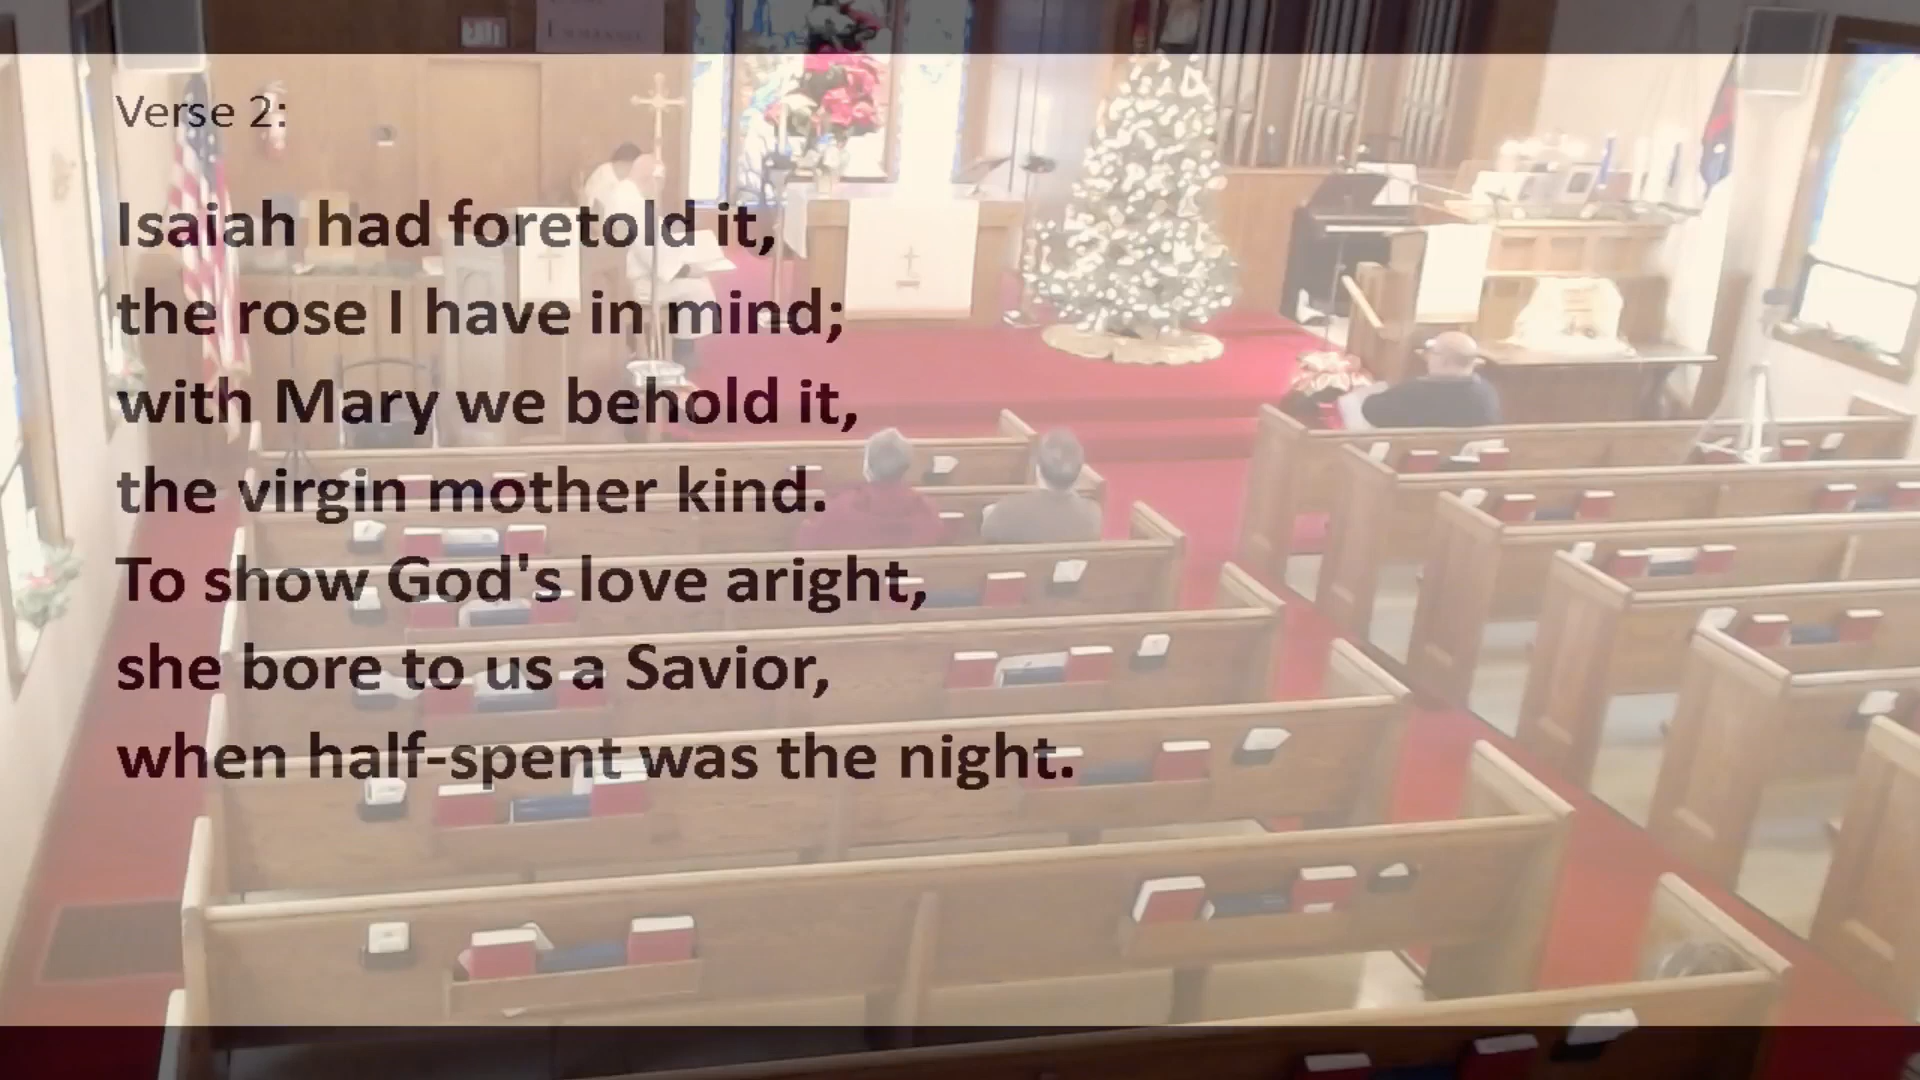 Verse 2:
Isaiah had foretold it,
the rose I have in mind;
with Mary we behold it,
the virgin mother kind.
To show God's love aright,
she bore to us a Savior,
when half-spent was the night.